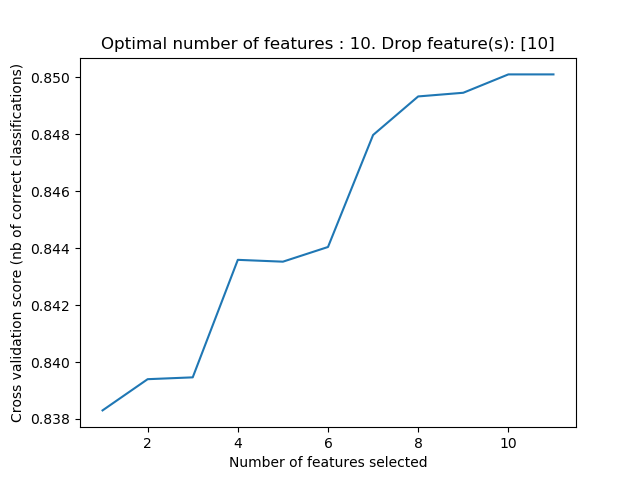 Optimal number of features : 10. Drop feature(s): [10]
Cross validation score (nb of correct classifications)
0.850
0.848
0.846
0.844
0.842
0.840
0.838
2 4 6 8 10
Number of features selected